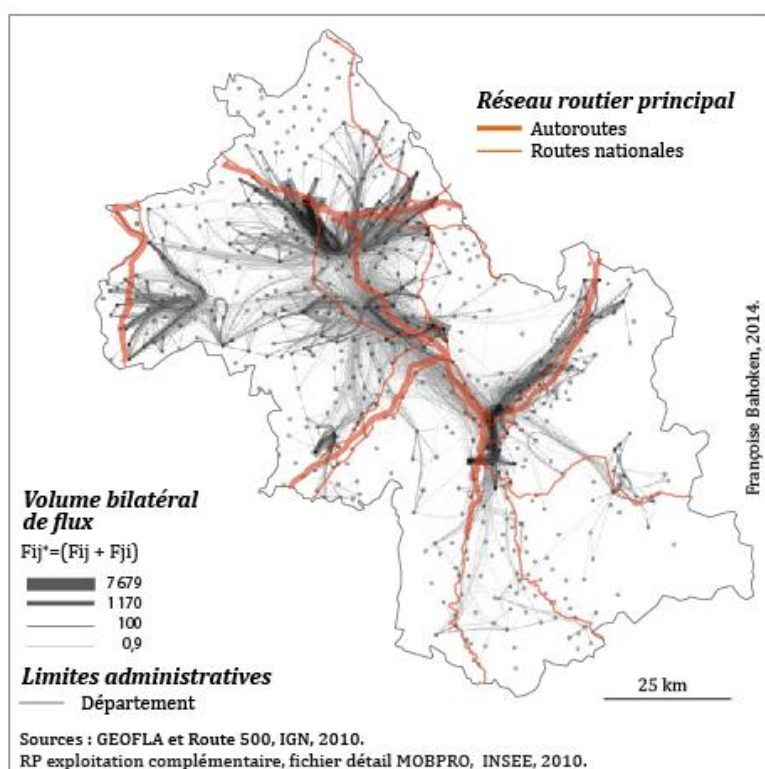 Réseau routier principal
Autoroutes
Routes nationales
Françoise Bahoken, 2014.
Volume bilatéral
de flux
Fij*=(Fij + Fji)
7 679
1 170
100
0,9
Limites administratives
Département
25 km
Sources : GEOFLA et Route 500, IGN, 2010.
RP exploitation complémentaire, fichier détail MOBPRO, INSEE, 2010.